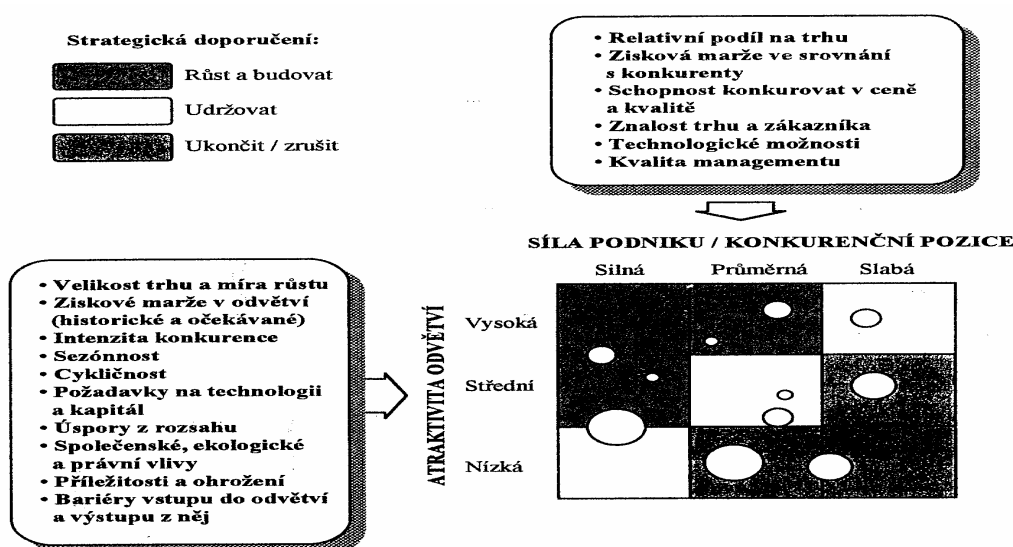 Strategická doporučení:
Růst a budovat
Udržovat
Ukončit / zrušit
• Relativní podíl na trhu
• Zisková marže ve srovnání
s konkurenty
• Schopnost konkurovat v ceně
a kvalitě
• Znalost trhu a zákazníka
• Technologické možnosti
• Kvalita managementu
SÍLA PODNIKU / KONKURENČNÍ POZICE
Silná Průměrná Slabá
• Velikost trhu a míra růstu
• Ziskové marže v odvětví
(historické a očekávané)
• Intenzita konkurence
• Sezónnost
• Cykličnost
• Požadavky na technologii
a kapitál
• Úspory z rozsahu
• Společenské, ekologické
a právní vlivy
• Příležitosti a ohrožení
• Bariéry vstupu do odvětví
a výstupu z něj
ATRAKTIVITA ODVĚTVÍ
Vysoká
Střední
Nízká